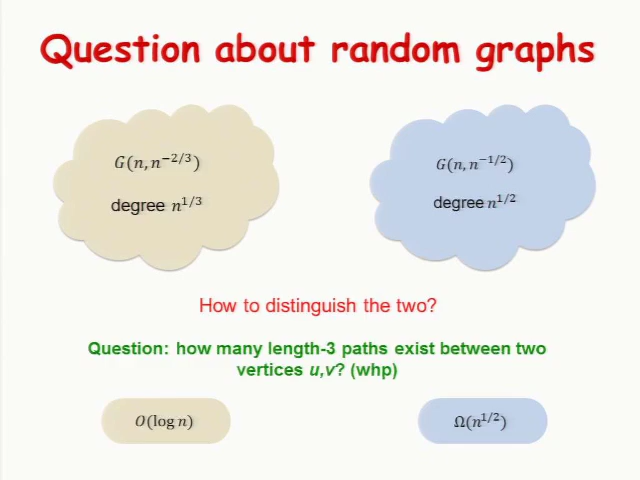 Question about random graphs
G(n, n^{-2/3})
degree n^{1/3}
G(n, n^{-1/2})
degree n^{1/2}
How to distinguish the two?
Question: how many length-3 paths exist between two
vertices u,v? (whp)
O(log n)
Ω(n^{1/2})